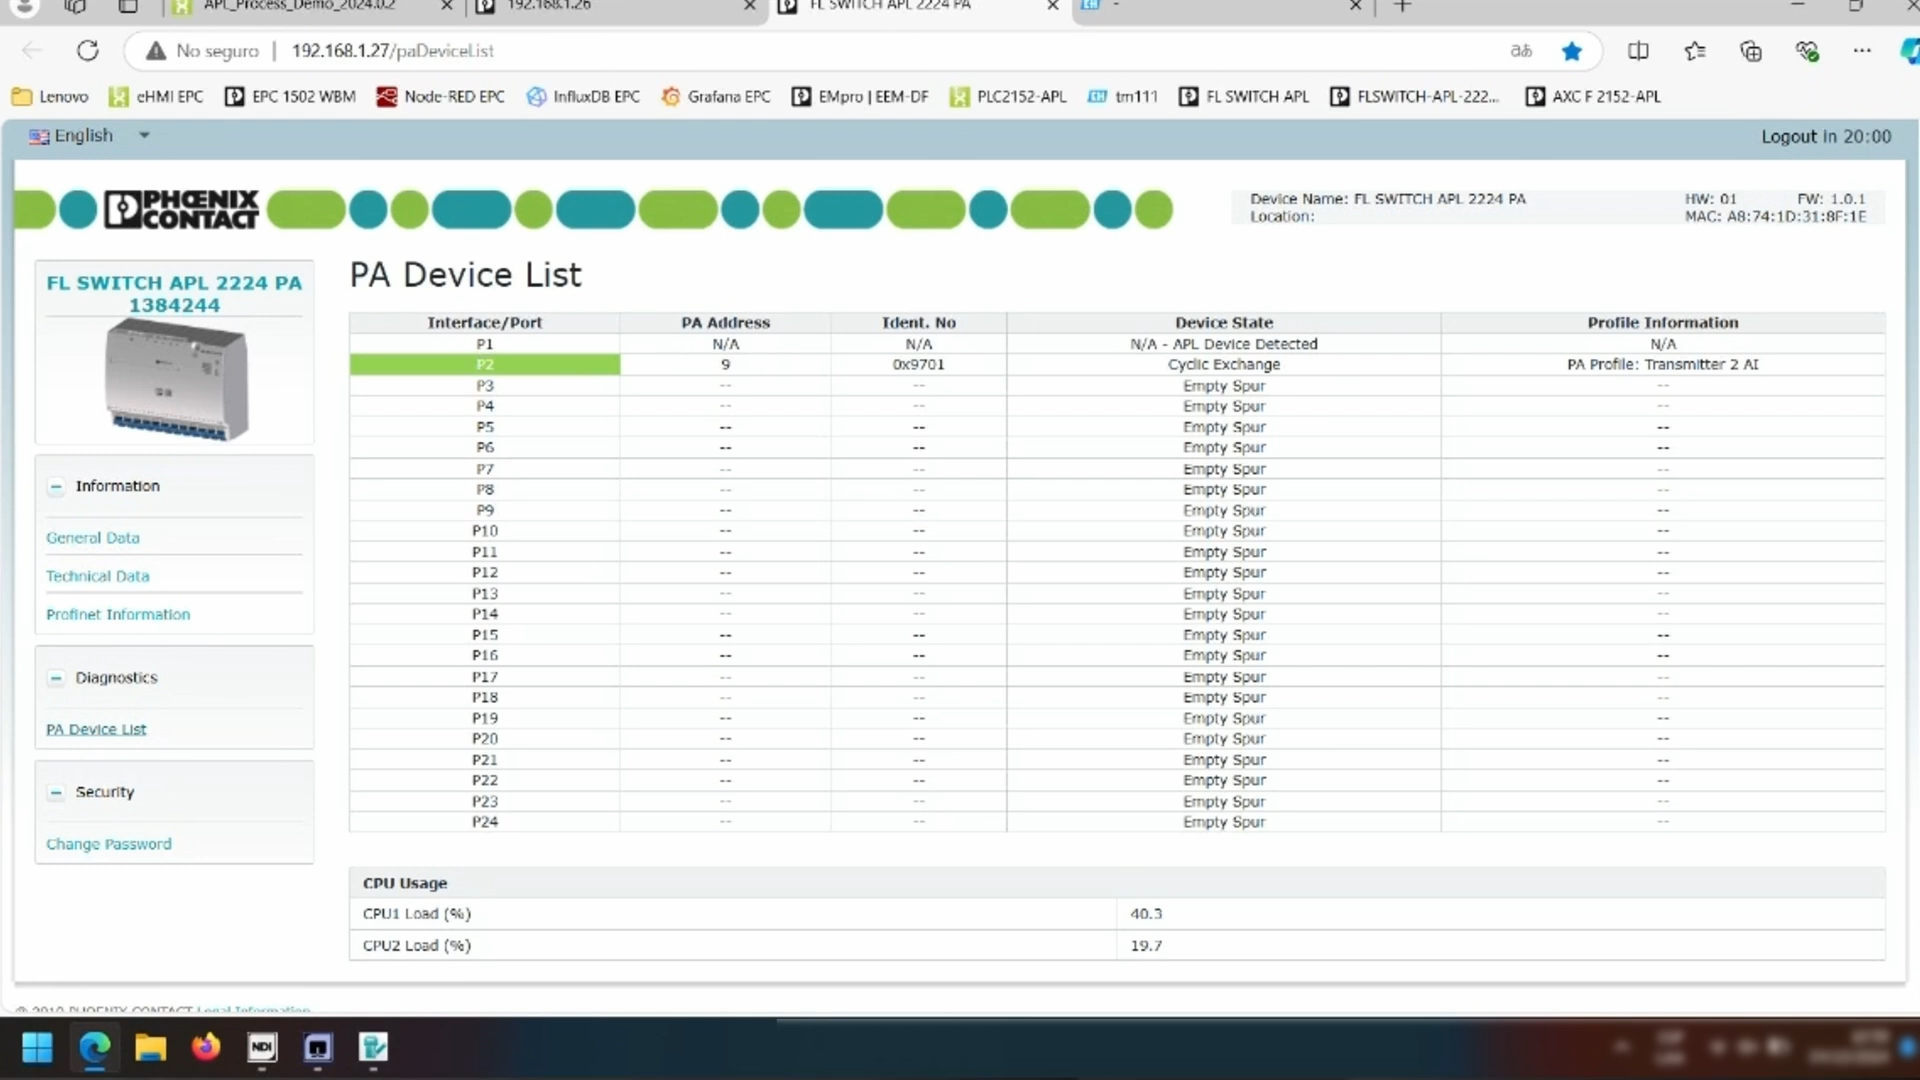 APL_Process_Demo_2024.0.2
192.168.1.26
FL SWITCH APL 2224 PA
-
No seguro
192.168.1.27/paDeviceList
Lenovo
eHMI EPC
EPC 1502 WBM
Node-RED EPC
InfluxDB EPC
Grafana EPC
EMpro | EEM-DF
PLC2152-APL
tm111
FL SWITCH APL
FLSWITCH-APL-222...
AXC F 2152-APL
English
Logout in 20:00
PHŒNIX
CONTACT
Device Name: FL SWITCH APL 2224 PA
HW: 01 FW: 1.0.1
Location:
MAC: A8:74:1D:31:8F:1E
FL SWITCH APL 2224 PA
1384244
Information
General Data
Technical Data
Profinet Information
Diagnostics
PA Device List
Security
Change Password
PA Device List
Interface/Port PA Address Ident. No Device State Profile Information
P1 N/A N/A N/A - APL Device Detected N/A
P2 9 0x9701 Cyclic Exchange PA Profile: Transmitter 2 AI
P3 -- -- Empty Spur --
P4 -- -- Empty Spur --
P5 -- -- Empty Spur --
P6 -- -- Empty Spur --
P7 -- -- Empty Spur --
P8 -- -- Empty Spur --
P9 -- -- Empty Spur --
P10 -- -- Empty Spur --
P11 -- -- Empty Spur --
P12 -- -- Empty Spur --
P13 -- -- Empty Spur --
P14 -- -- Empty Spur --
P15 -- -- Empty Spur --
P16 -- -- Empty Spur --
P17 -- -- Empty Spur --
P18 -- -- Empty Spur --
P19 -- -- Empty Spur --
P20 -- -- Empty Spur --
P21 -- -- Empty Spur --
P22 -- -- Empty Spur --
P23 -- -- Empty Spur --
P24 -- -- Empty Spur --
CPU Usage
CPU1 Load (%) 40.3
CPU2 Load (%) 19.7
© 2019 PHOENIX CONTACT Legal Information
NDI